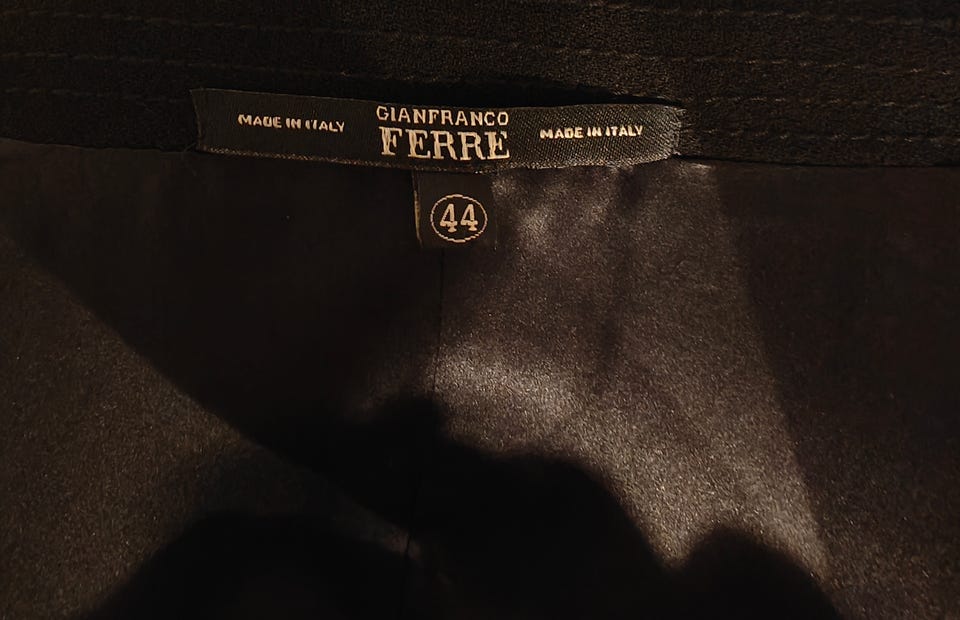 MADE IN ITALY
GIANFRANCO
FERRE
MADE IN ITALY
44